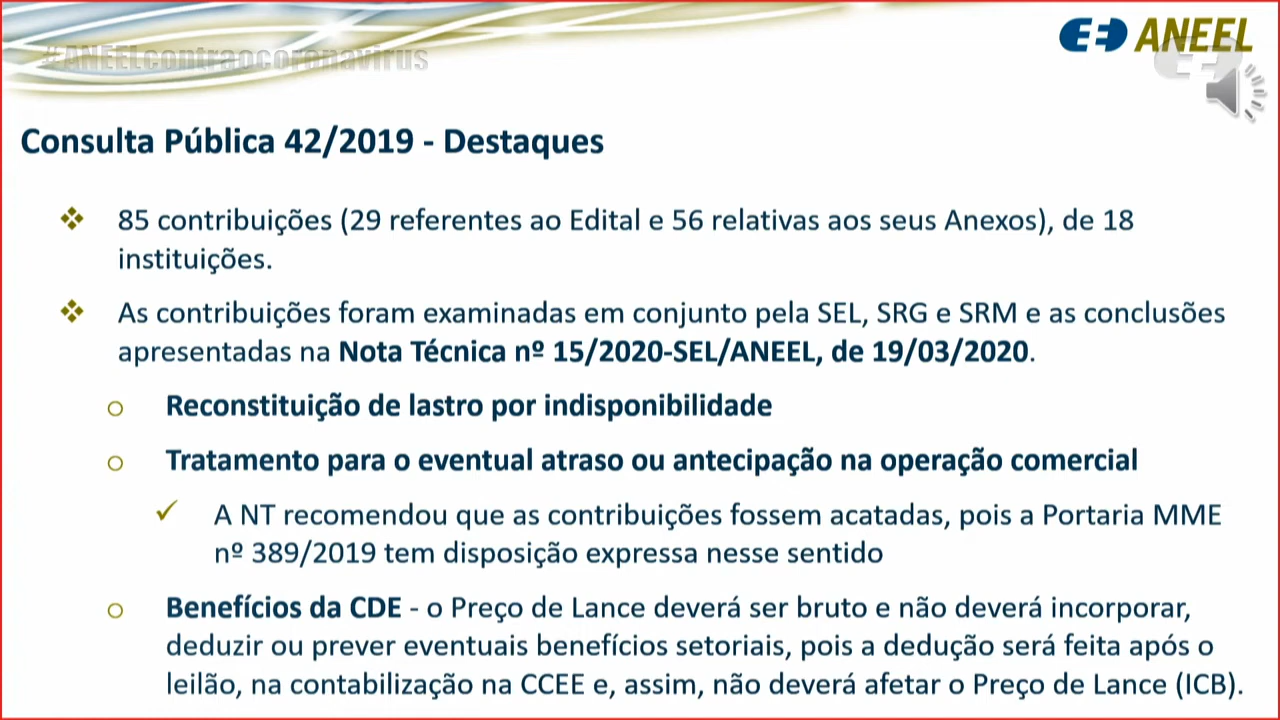 ANEEL
#ANEELcontraocoronavirus
Consulta Pública 42/2019 - Destaques
85 contribuições (29 referentes ao Edital e 56 relativas aos seus Anexos), de 18
instituições.
As contribuições foram examinadas em conjunto pela SEL, SRG e SRM e as conclusões
apresentadas na Nota Técnica nº 15/2020-SEL/ANEEL, de 19/03/2020.
Reconstituição de lastro por indisponibilidade
Tratamento para o eventual atraso ou antecipação na operação comercial
A NT recomendou que as contribuições fossem acatadas, pois a Portaria MME
nº 389/2019 tem disposição expressa nesse sentido
Benefícios da CDE - o Preço de Lance deverá ser bruto e não deverá incorporar,
deduzir ou prever eventuais benefícios setoriais, pois a dedução será feita após o
leilão, na contabilização na CCEE e, assim, não deverá afetar o Preço de Lance (ICB).